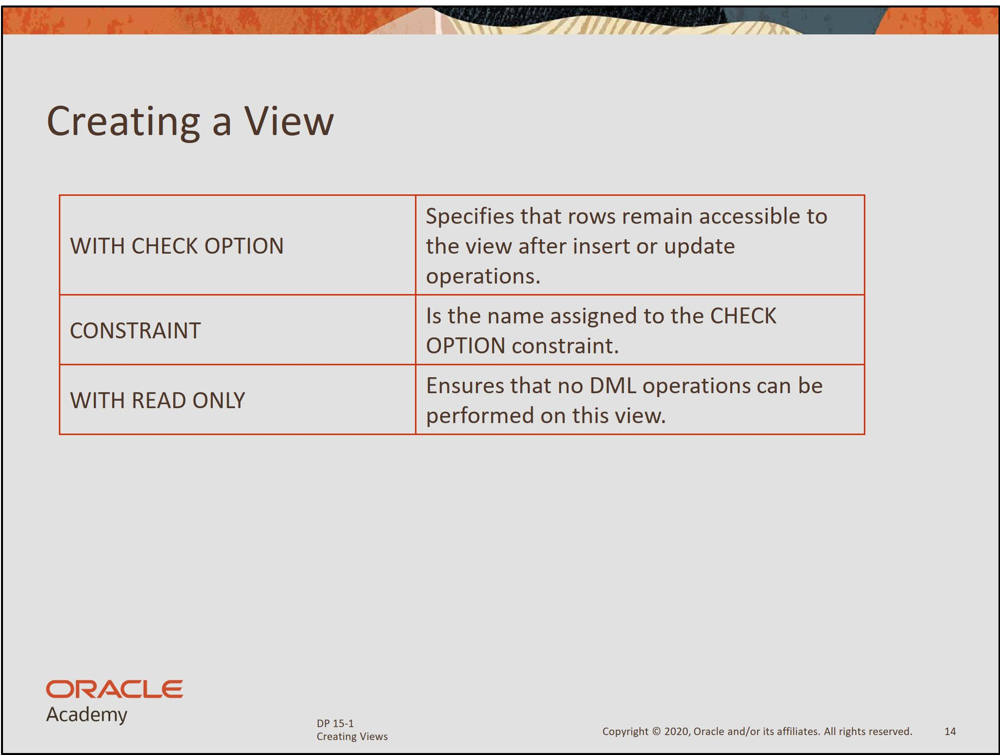 Creating a View
WITH CHECK OPTION
Specifies that rows remain accessible to
the view after insert or update
operations.
CONSTRAINT
Is the name assigned to the CHECK
OPTION constraint.
WITH READ ONLY
Ensures that no DML operations can be
performed on this view.
ORACLE
Academy
DP 15-1
Creating Views
Copyright © 2020, Oracle and/or its affiliates. All rights reserved.
14